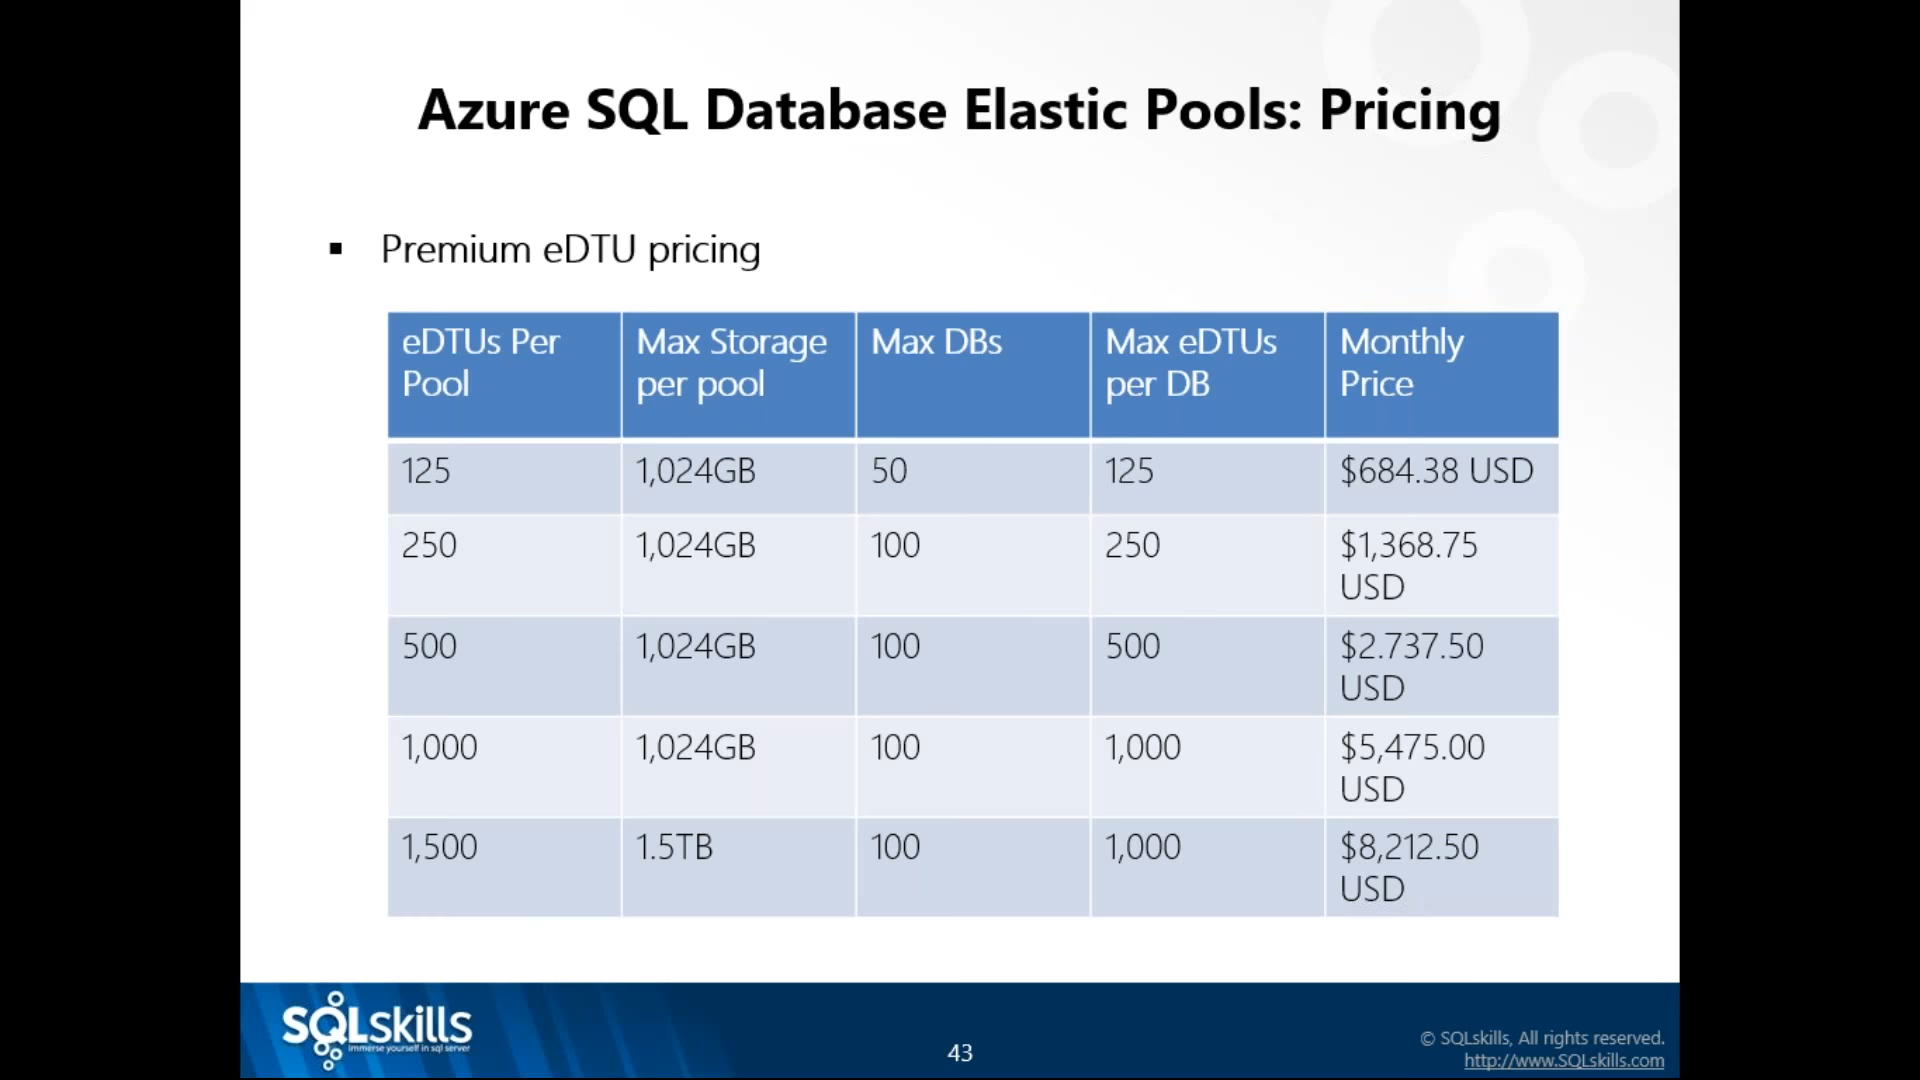 Azure SQL Database Elastic Pools: Pricing
▪ Premium eDTU pricing
eDTUs Per Pool
Max Storage per pool
Max DBs
Max eDTUs per DB
Monthly Price
125
1,024GB
50
125
$684.38 USD
250
1,024GB
100
250
$1,368.75 USD
500
1,024GB
100
500
$2.737.50 USD
1,000
1,024GB
100
1,000
$5,475.00 USD
1,500
1.5TB
100
1,000
$8,212.50 USD
SQLskills
immerse yourself in sql server
43
© SQLskills, All rights reserved.
http://www.SQLskills.com